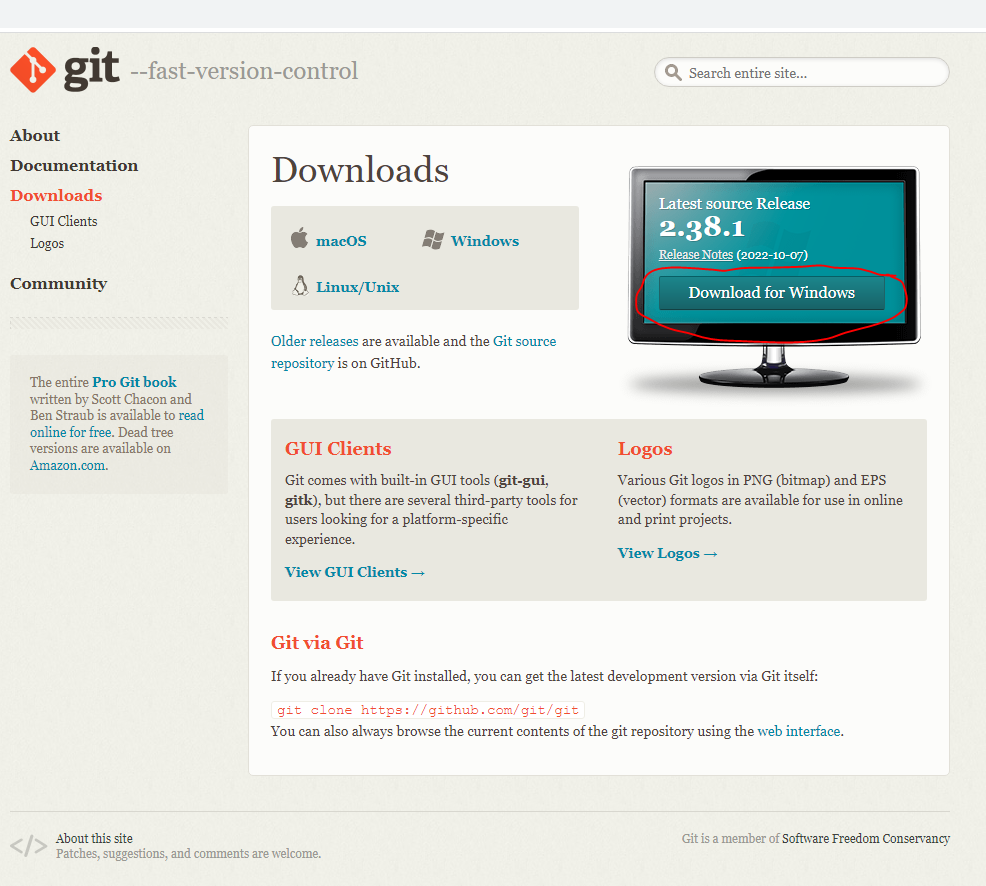 git --fast-version-control
Search entire site...
About
Documentation
Downloads
GUI Clients
Logos
Community
The entire Pro Git book
written by Scott Chacon and
Ben Straub is available to read
online for free. Dead tree
versions are available on
Amazon.com.
Downloads
macOS
Windows
Linux/Unix
Older releases are available and the Git source
repository is on GitHub.
Latest source Release
2.38.1
Release Notes (2022-10-07)
Download for Windows
GUI Clients
Git comes with built-in GUI tools (git-gui,
gitk), but there are several third-party tools for
users looking for a platform-specific
experience.
View GUI Clients →
Logos
Various Git logos in PNG (bitmap) and EPS
(vector) formats are available for use in online
and print projects.
View Logos →
Git via Git
If you already have Git installed, you can get the latest development version via Git itself:
git clone https://github.com/git/git
You can also always browse the current contents of the git repository using the web interface.
</> About this site
Patches, suggestions, and comments are welcome.
Git is a member of Software Freedom Conservancy